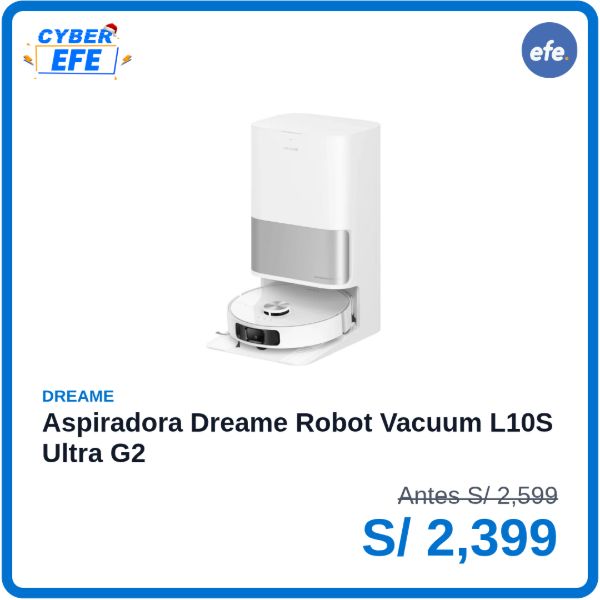 CYBER
EFE
efe.
DREAME
Aspiradora Dreame Robot Vacuum L10S
Ultra G2
Antes S/ 2,599
S/ 2,399